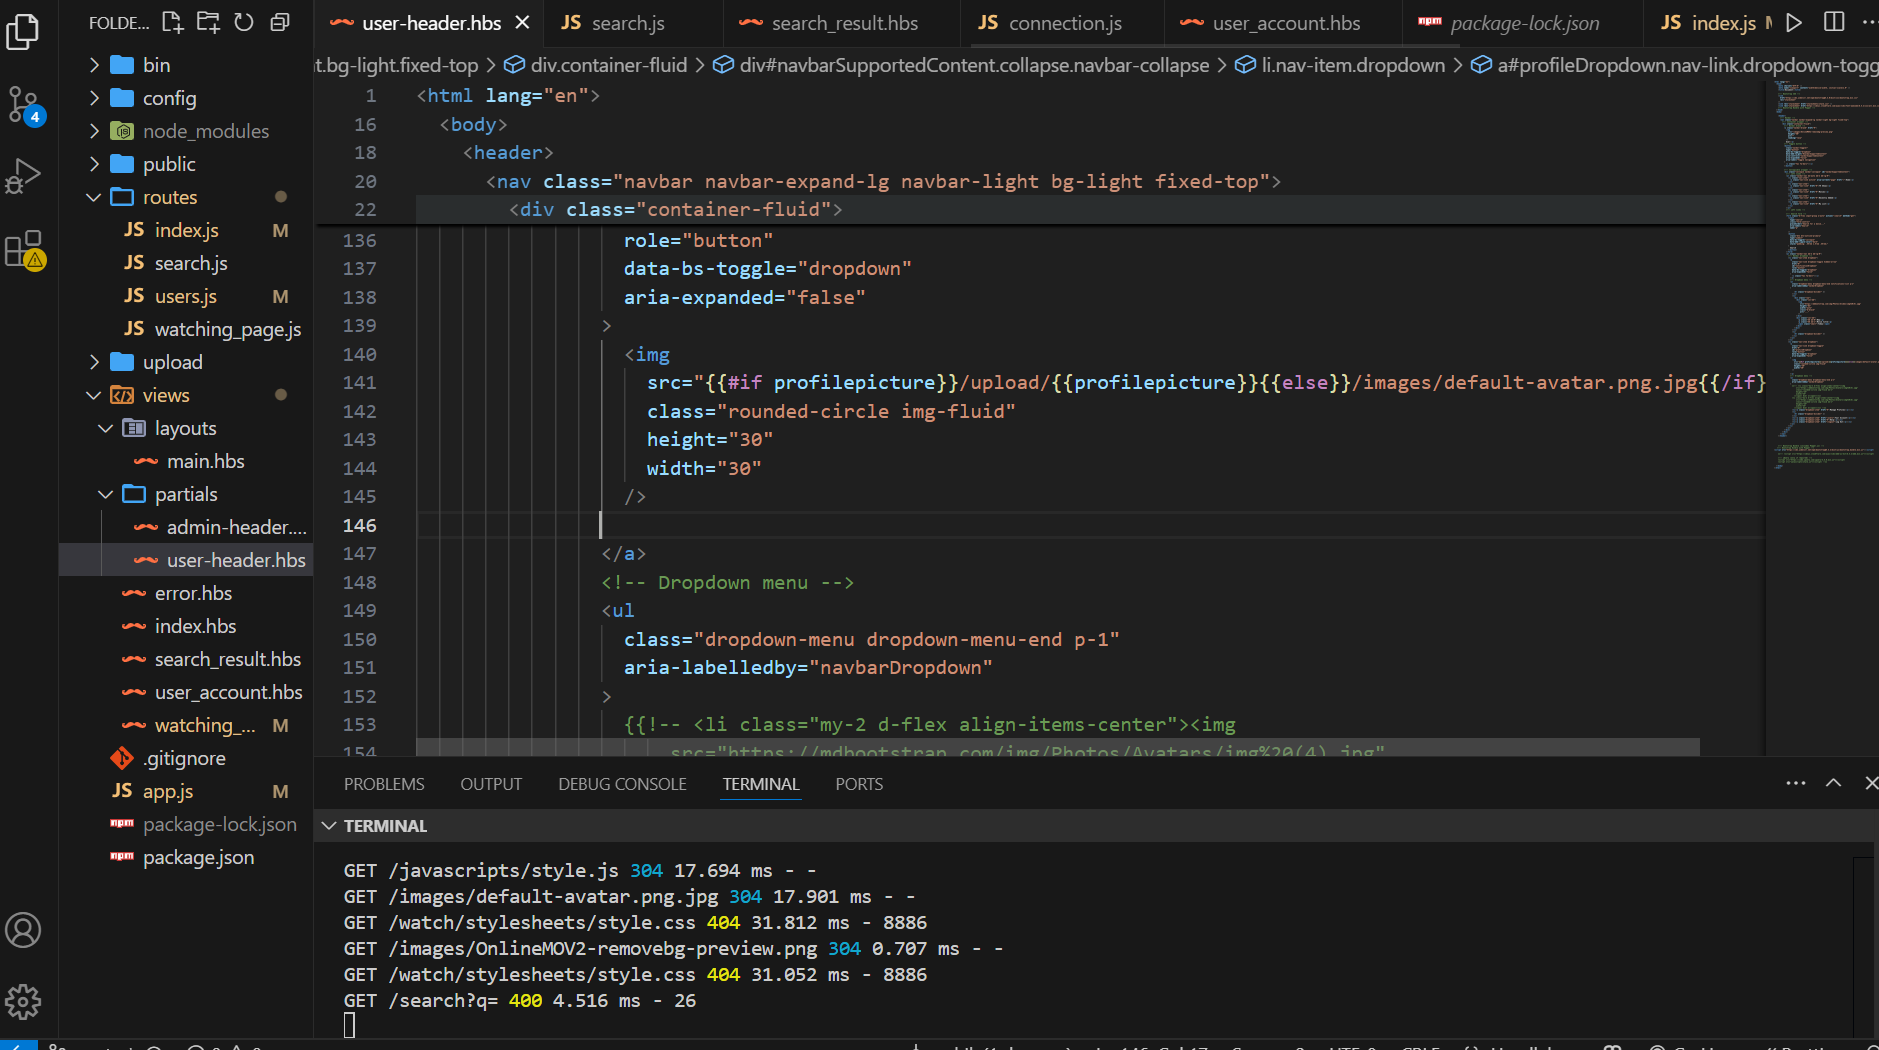 FOLDE...
bin
config
node_modules
public
routes
JS index.js M
JS search.js
JS users.js M
JS watching_page.js
upload
views
layouts
main.hbs
partials
admin-header....
user-header.hbs
error.hbs
index.hbs
search_result.hbs
user_account.hbs
watching_... M
.gitignore
JS app.js M
package-lock.json
package.json
4
user-header.hbs
JS search.js
search_result.hbs
JS connection.js
user_account.hbs
package-lock.json
JS index.js
t.bg-light.fixed-top > div.container-fluid > div#navbarSupportedContent.collapse.navbar-collapse > li.nav-item.dropdown > a#profileDropdown.nav-link.dropdown-togg
1 <html lang="en">
16 <body>
18 <header>
20 <nav class="navbar navbar-expand-lg navbar-light bg-light fixed-top">
22 <div class="container-fluid">
136 role="button"
137 data-bs-toggle="dropdown"
138 aria-expanded="false"
139 >
140 <img
141 src="{{#if profilepicture}}/upload/{{profilepicture}}{{else}}/images/default-avatar.png.jpg{{/if}
142 class="rounded-circle img-fluid"
143 height="30"
144 width="30"
145 />
146
147 </a>
148 <!-- Dropdown menu -->
149 <ul
150 class="dropdown-menu dropdown-menu-end p-1"
151 aria-labelledby="navbarDropdown"
152 >
153 {{!-- <li class="my-2 d-flex align-items-center"><img
154 src="https://mdbootstrap.com/img/Photos/Avatars/img%20(4).jpg"
PROBLEMS OUTPUT DEBUG CONSOLE TERMINAL PORTS
TERMINAL
GET /javascripts/style.js 304 17.694 ms - -
GET /images/default-avatar.png.jpg 304 17.901 ms - -
GET /watch/stylesheets/style.css 404 31.812 ms - 8886
GET /images/OnlineMOV2-removebg-preview.png 304 0.707 ms - -
GET /watch/stylesheets/style.css 404 31.052 ms - 8886
GET /search?q= 400 4.516 ms - 26